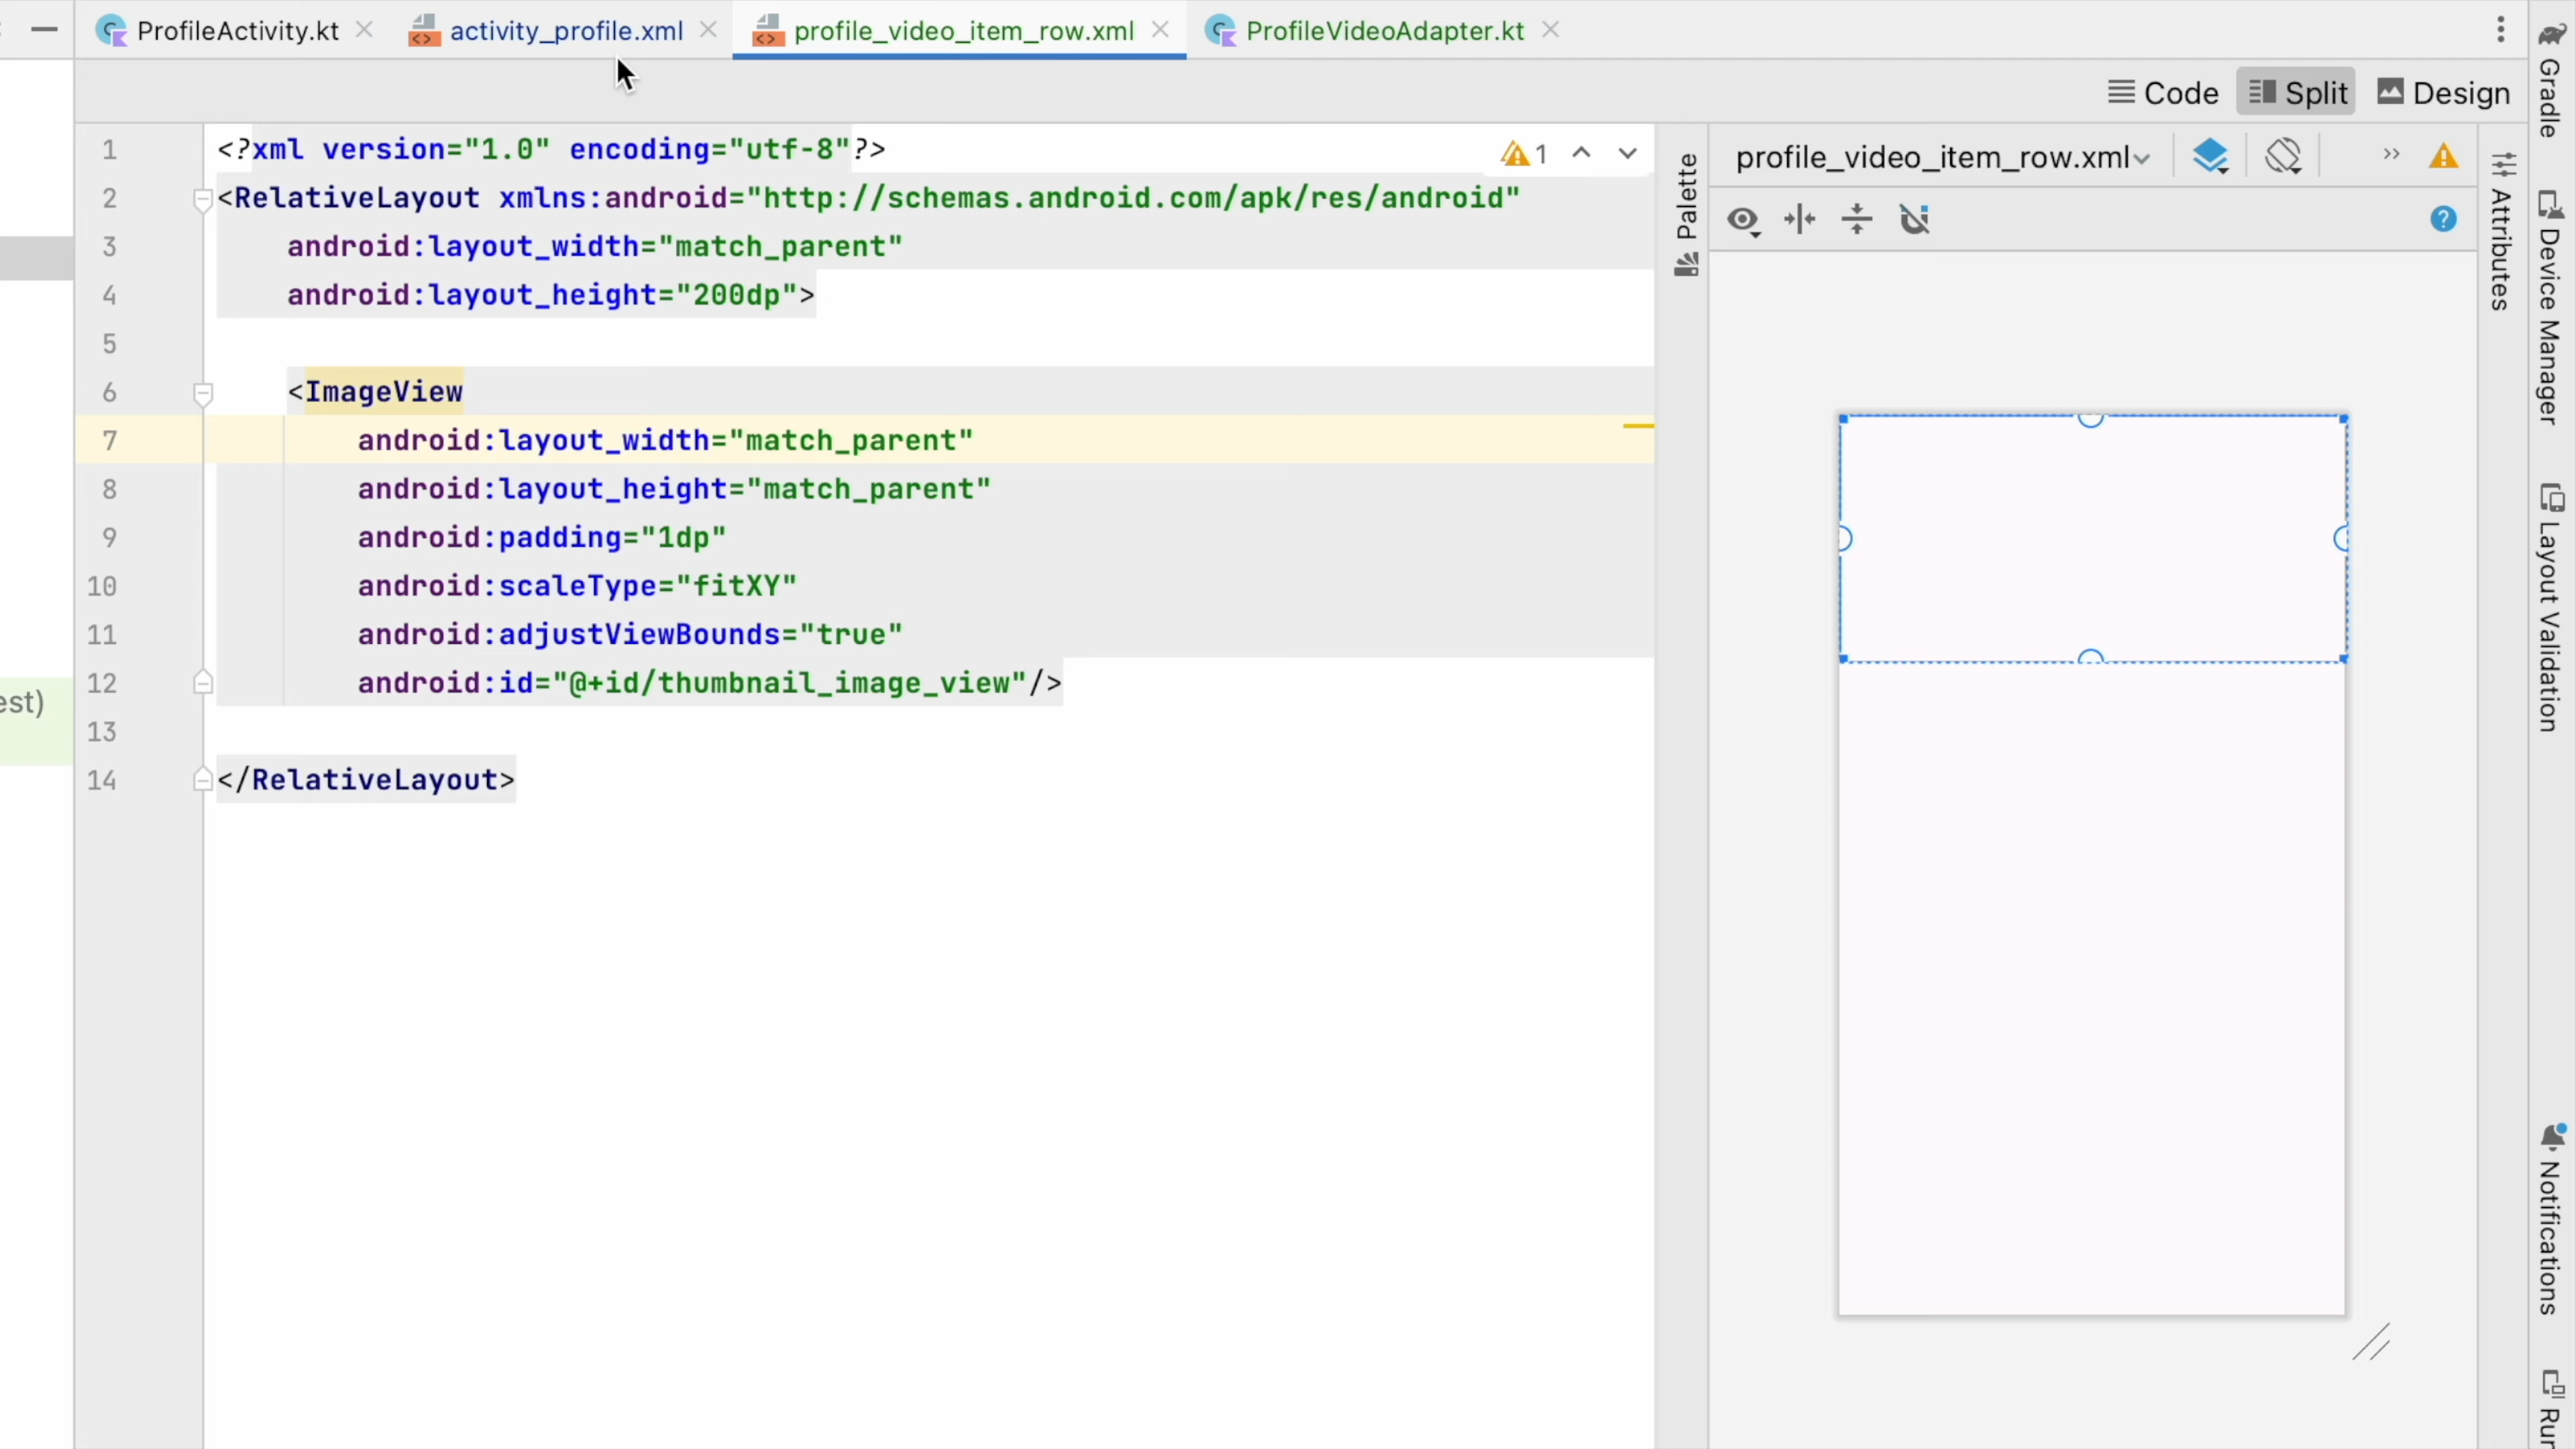 ProfileActivity.kt activity_profile.xml profile_video_item_row.xml ProfileVideoAdapter.kt
Code Split Design
1 <?xml version="1.0" encoding="utf-8"?>
2 <RelativeLayout xmlns:android="http://schemas.android.com/apk/res/android"
3 android:layout_width="match_parent"
4 android:layout_height="200dp">
5
6 <ImageView
7 android:layout_width="match_parent"
8 android:layout_height="match_parent"
9 android:padding="1dp"
10 android:scaleType="fitXY"
11 android:adjustViewBounds="true"
12 android:id="@+id/thumbnail_image_view"/>
13
14 </RelativeLayout>
1
est)
Palette
profile_video_item_row.xml
Attributes
Gradle
Device Manager
Layout Validation
Notifications
Run